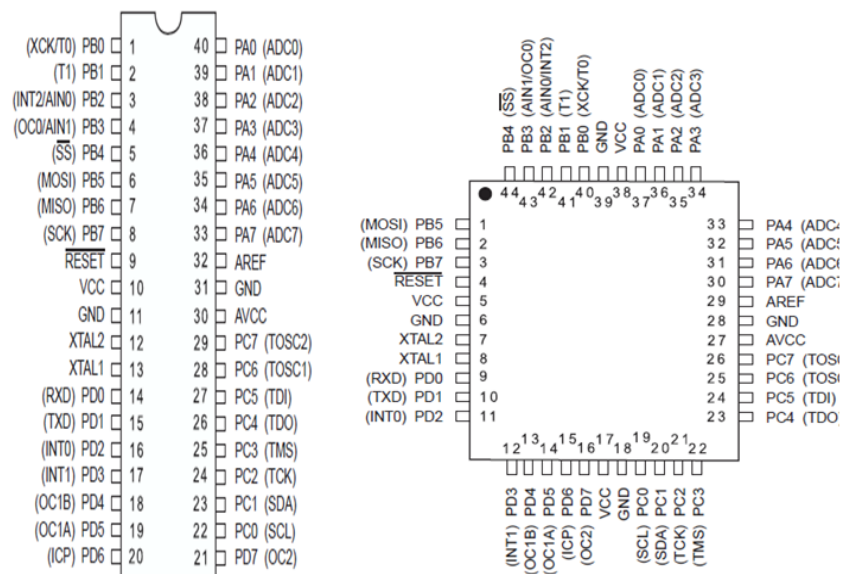 (XCK/T0) PB0 1 40 PA0 (ADC0)
(T1) PB1 2 39 PA1 (ADC1)
(INT2/AIN0) PB2 3 38 PA2 (ADC2)
(OC0/AIN1) PB3 4 37 PA3 (ADC3)
(SS) PB4 5 36 PA4 (ADC4)
(MOSI) PB5 6 35 PA5 (ADC5)
(MISO) PB6 7 34 PA6 (ADC6)
(SCK) PB7 8 33 PA7 (ADC7)
RESET 9 32 AREF
VCC 10 31 GND
GND 11 30 AVCC
XTAL2 12 29 PC7 (TOSC2)
XTAL1 13 28 PC6 (TOSC1)
(RXD) PD0 14 27 PC5 (TDI)
(TXD) PD1 15 26 PC4 (TDO)
(INT0) PD2 16 25 PC3 (TMS)
(INT1) PD3 17 24 PC2 (TCK)
(OC1B) PD4 18 23 PC1 (SDA)
(OC1A) PD5 19 22 PC0 (SCL)
(ICP) PD6 20 21 PD7 (OC2)
PB4 (SS)
PB3 (AIN1/OC0)
PB2 (AIN0/INT2)
PB1 (T1)
PB0 (XCK/T0)
GND
VCC
PA0 (ADC0)
PA1 (ADC1)
PA2 (ADC2)
PA3 (ADC3)
44 43 42 41 40 39 38 37 36 35 34
(MOSI) PB5 1 33 PA4 (ADC4
(MISO) PB6 2 32 PA5 (ADC5
(SCK) PB7 3 31 PA6 (ADC6
RESET 4 30 PA7 (ADC7
VCC 5 29 AREF
GND 6 28 GND
XTAL2 7 27 AVCC
XTAL1 8 26 PC7 (TOSC
(RXD) PD0 9 25 PC6 (TOSC
(TXD) PD1 10 24 PC5 (TDI)
(INT0) PD2 11 23 PC4 (TDO)
12 13 14 15 16 17 18 19 20 21 22
(INT1) PD3
(OC1B) PD4
(OC1A) PD5
(ICP) PD6
(OC2) PD7
VCC
GND
(SCL) PC0
(SDA) PC1
(TCK) PC2
(TMS) PC3